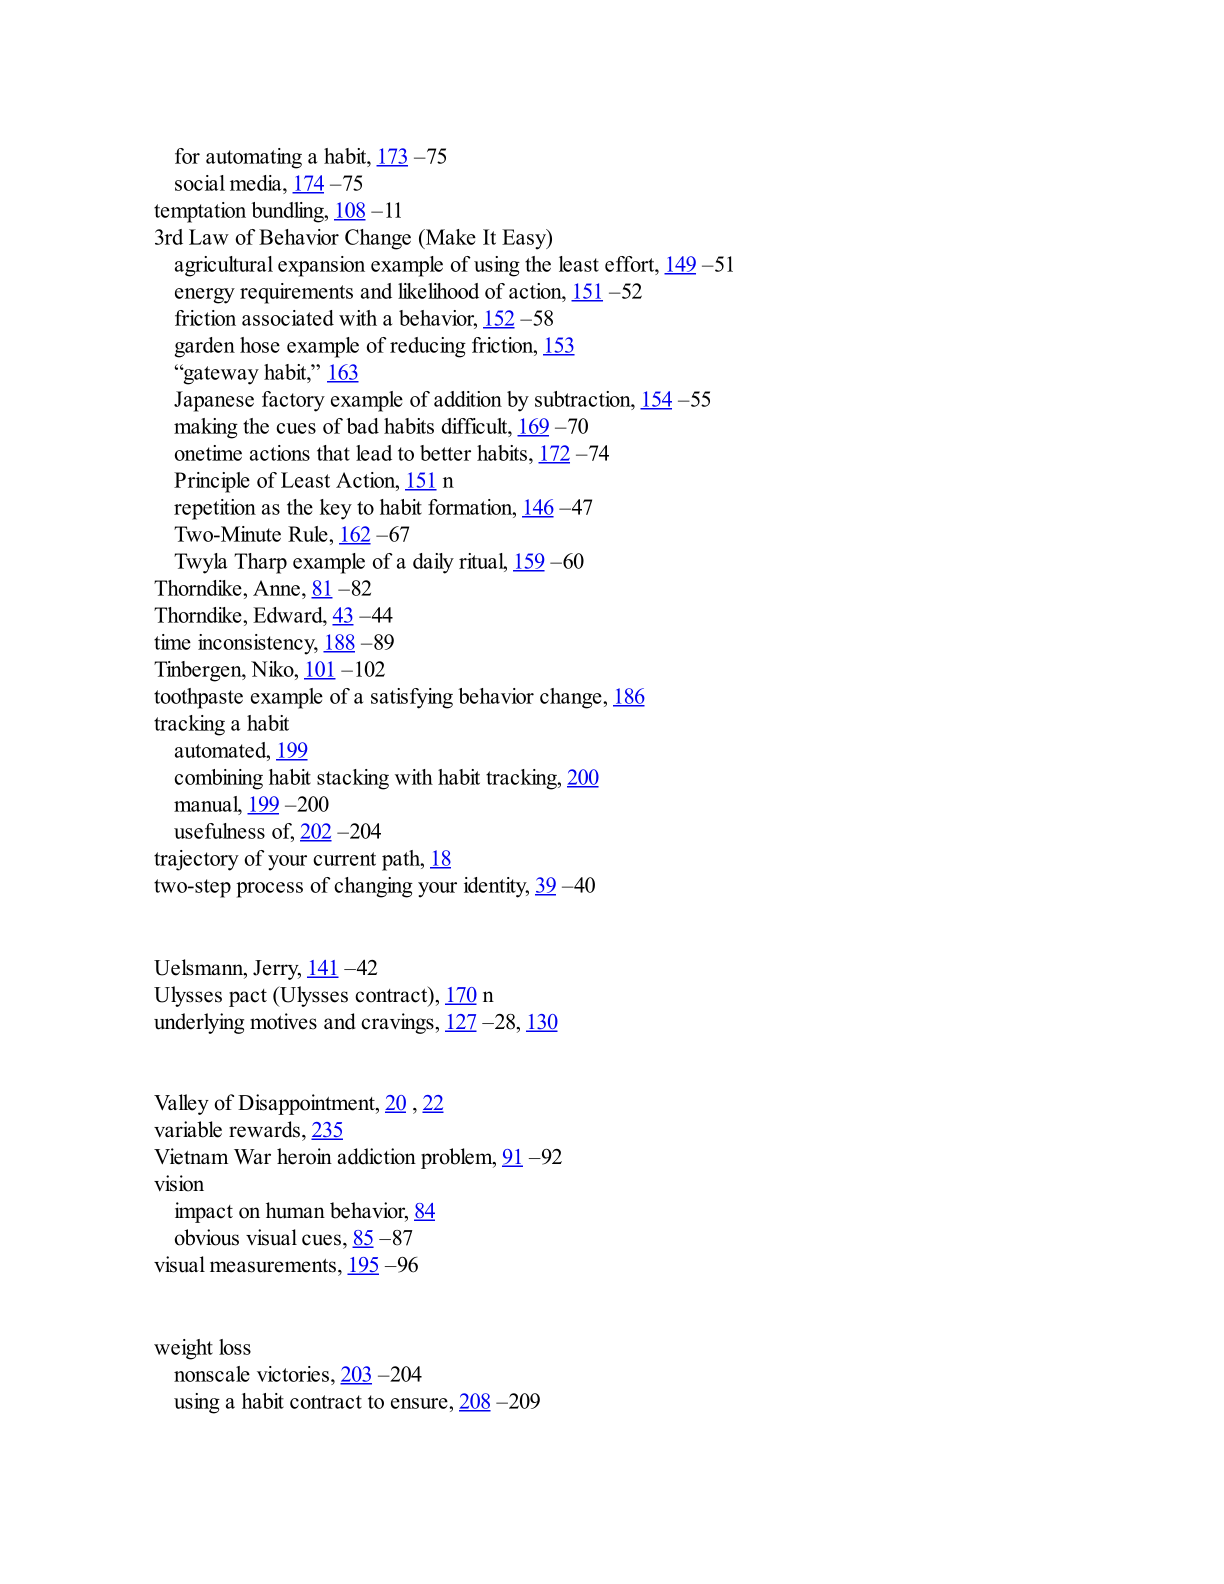 for automating a habit, 173 –75
social media, 174 –75
temptation bundling, 108 –11
3rd Law of Behavior Change (Make It Easy)
agricultural expansion example of using the least effort, 149 –51
energy requirements and likelihood of action, 151 –52
friction associated with a behavior, 152 –58
garden hose example of reducing friction, 153
“gateway habit,” 163
Japanese factory example of addition by subtraction, 154 –55
making the cues of bad habits difficult, 169 –70
onetime actions that lead to better habits, 172 –74
Principle of Least Action, 151 n
repetition as the key to habit formation, 146 –47
Two-Minute Rule, 162 –67
Twyla Tharp example of a daily ritual, 159 –60
Thorndike, Anne, 81 –82
Thorndike, Edward, 43 –44
time inconsistency, 188 –89
Tinbergen, Niko, 101 –102
toothpaste example of a satisfying behavior change, 186
tracking a habit
automated, 199
combining habit stacking with habit tracking, 200
manual, 199 –200
usefulness of, 202 –204
trajectory of your current path, 18
two-step process of changing your identity, 39 –40
Uelsmann, Jerry, 141 –42
Ulysses pact (Ulysses contract), 170 n
underlying motives and cravings, 127 –28, 130
Valley of Disappointment, 20 , 22
variable rewards, 235
Vietnam War heroin addiction problem, 91 –92
vision
impact on human behavior, 84
obvious visual cues, 85 –87
visual measurements, 195 –96
weight loss
nonscale victories, 203 –204
using a habit contract to ensure, 208 –209